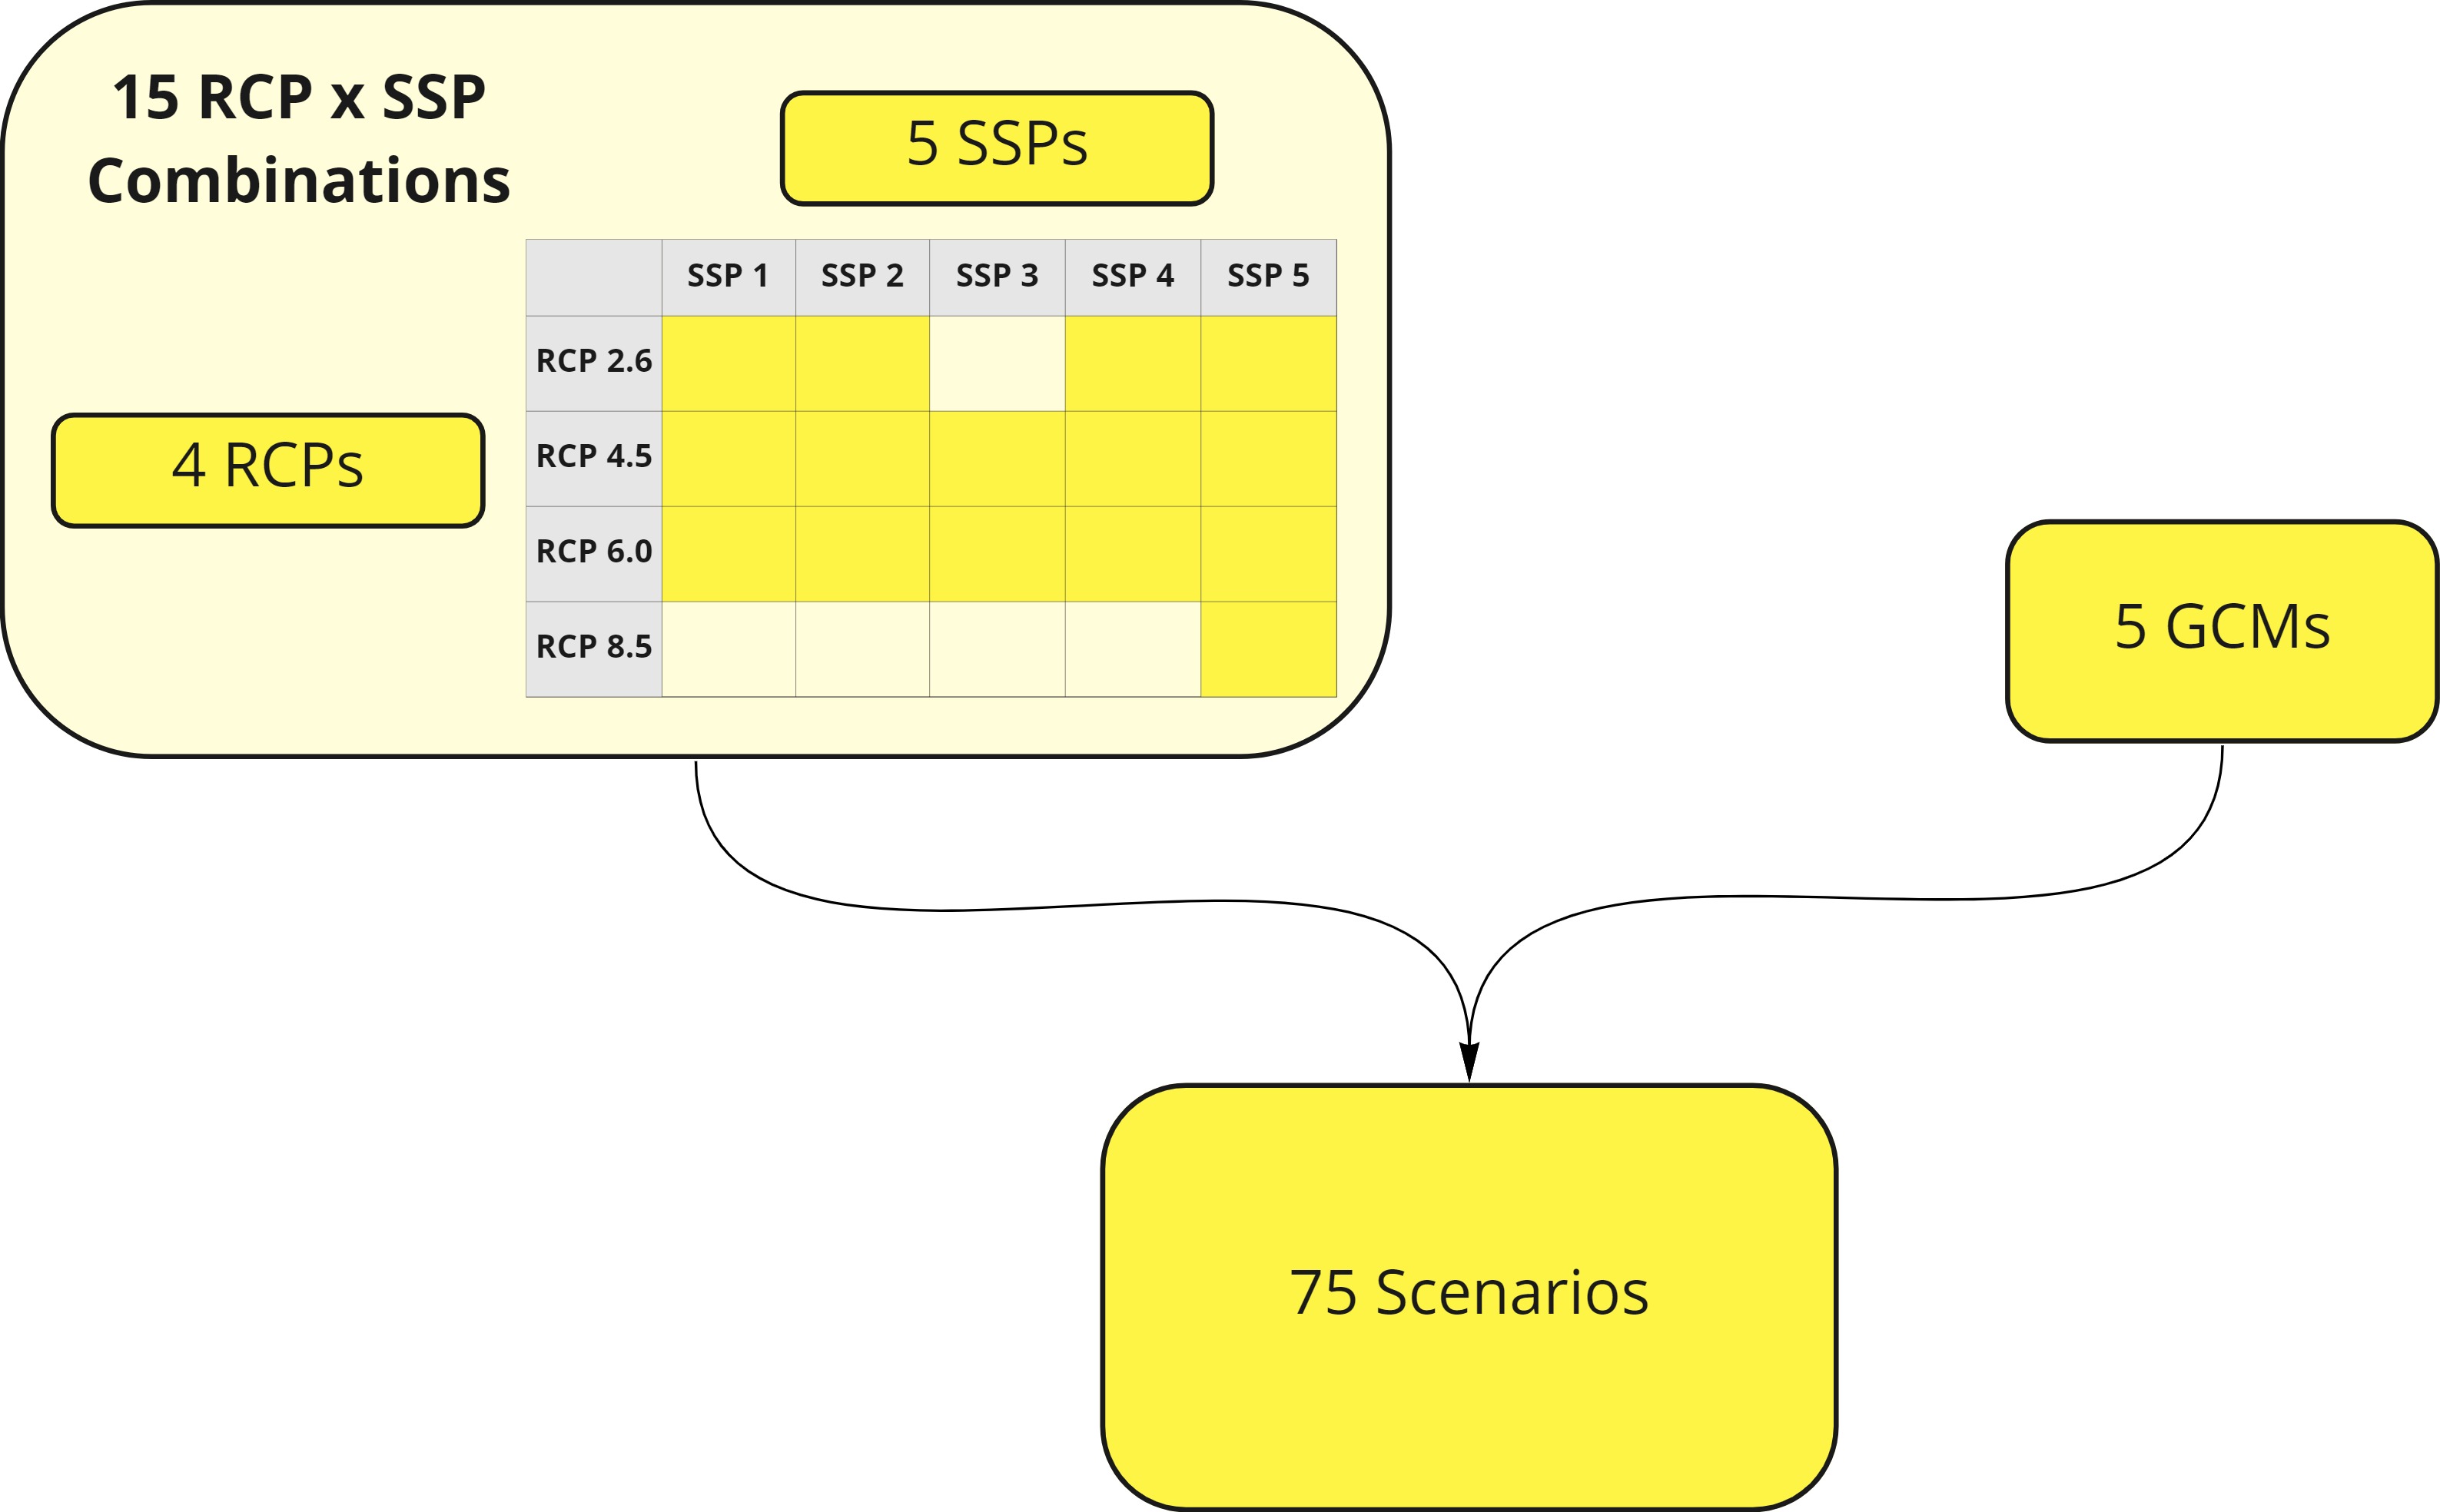 15 RCP x SSP
Combinations
5 SSPs
SSP 1 SSP 2 SSP 3 SSP 4 SSP 5
RCP 2.6
4 RCPs
RCP 4.5
RCP 6.0
RCP 8.5
5 GCMs
75 Scenarios